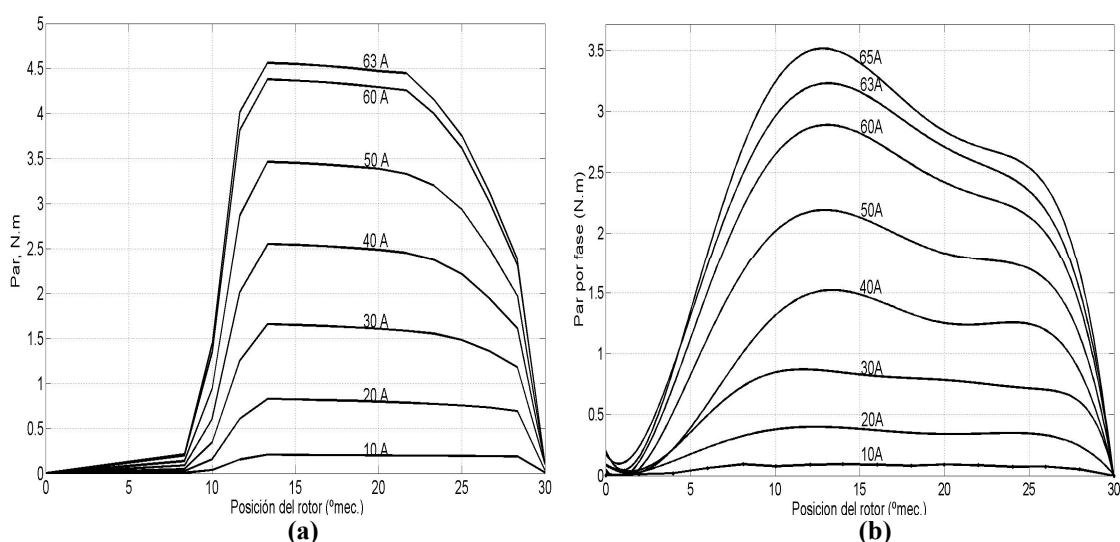 5
4.5
4
3.5
3
2.5
2
1.5
1
0.5
0
Par, N.m
63 A
60 A
50 A
40 A
30 A
20 A
10 A
0 5 10 15 20 25 30
Posición del rotor (ºmec.)
(a)
3.5
3
2.5
2
1.5
1
0.5
0
Par por fase (N.m)
65A
63A
60A
50A
40A
30A
20A
10A
0 5 10 15 20 25 30
Posicion del rotor (ºmec.)
(b)